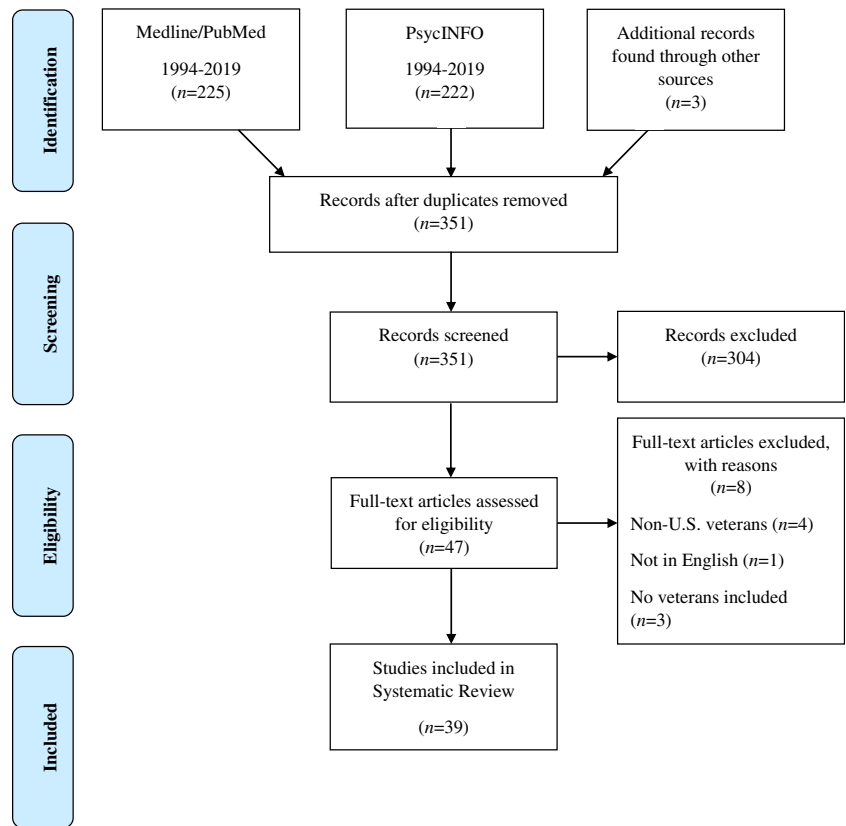 Identification
Medline/PubMed
1994-2019
(n=225)
PsycINFO
1994-2019
(n=222)
Additional records
found through other
sources
(n=3)
Records after duplicates removed
(n=351)
Screening
Records screened
(n=351)
Records excluded
(n=304)
Eligibility
Full-text articles assessed
for eligibility
(n=47)
Full-text articles excluded,
with reasons
(n=8)
Non-U.S. veterans (n=4)
Not in English (n=1)
No veterans included
(n=3)
Included
Studies included in
Systematic Review
(n=39)